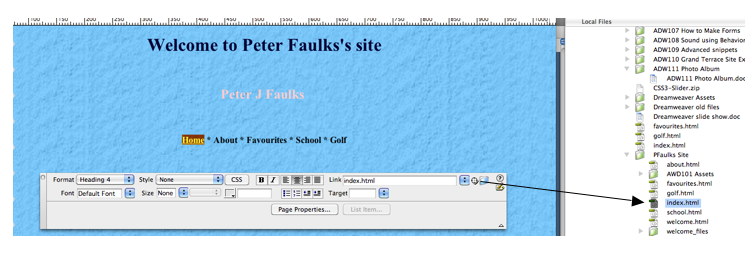 100 150 200 250 300 350 400 450 500 550 600 650 700 750 800 850 900 950 1000
Welcome to Peter Faulks's site
Peter J Faulks
Home * About * Favourites * School * Golf
Format Heading 4 Style None CSS B I Link index.html
Font Default Font Size None Target
Page Properties... List Item...
Local Files
ADW107 How to Make Forms
ADW108 Sound using Behavior
ADW109 Advanced snippets
ADW110 Grand Terrace Site Ex
ADW111 Photo Album
ADW111 Photo Album.doc
CSS3-Slider.zip
Dreamweaver Assets
Dreamweaver old files
Dreamweaver slide show.doc
favourites.html
golf.html
index.html
PFaulks Site
about.html
AWD101 Assets
favourites.html
golf.html
index.html
school.html
welcome.html
welcome_files